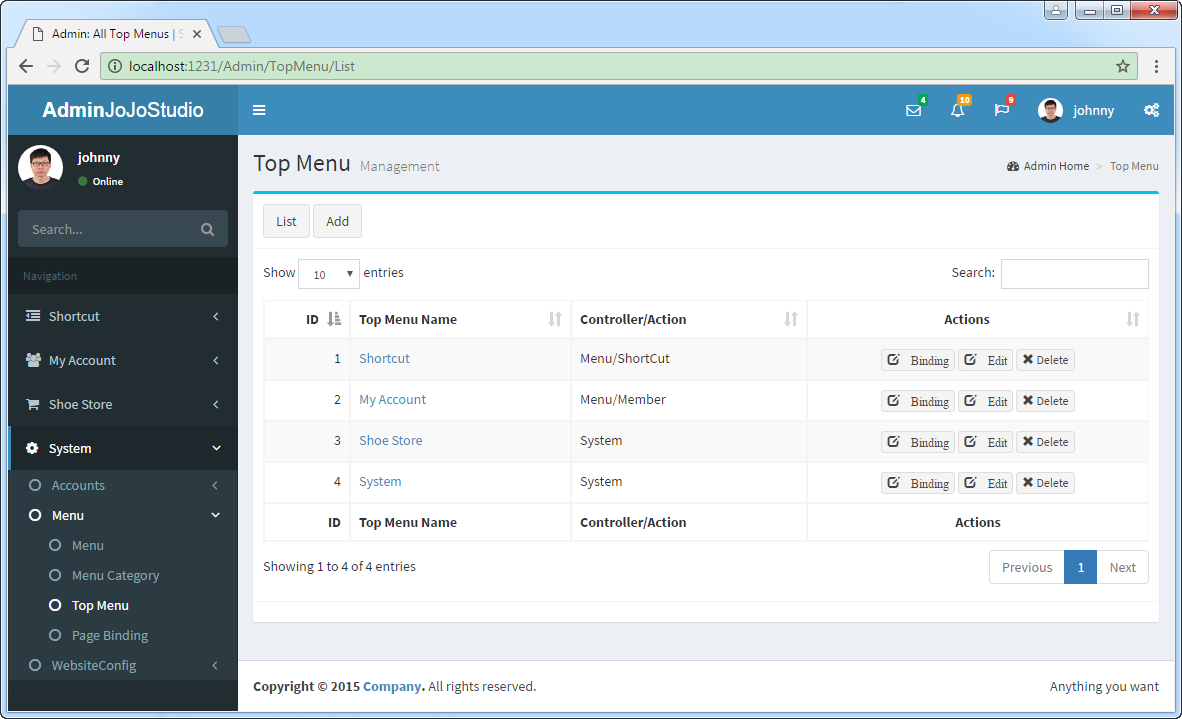 Admin: All Top Menus | S
localhost:1231/Admin/TopMenu/List
AdminJoJoStudio
4
10
9
johnny
johnny
Online
Search...
Navigation
Shortcut
My Account
Shoe Store
System
Accounts
Menu
Menu
Menu Category
Top Menu
Page Binding
WebsiteConfig
Top Menu Management
Admin Home > Top Menu
List Add
Show 10 entries Search:
ID Top Menu Name Controller/Action Actions
1 Shortcut Menu/ShortCut Binding Edit Delete
2 My Account Menu/Member Binding Edit Delete
3 Shoe Store System Binding Edit Delete
4 System System Binding Edit Delete
ID Top Menu Name Controller/Action Actions
Showing 1 to 4 of 4 entries Previous 1 Next
Copyright © 2015 Company. All rights reserved. Anything you want